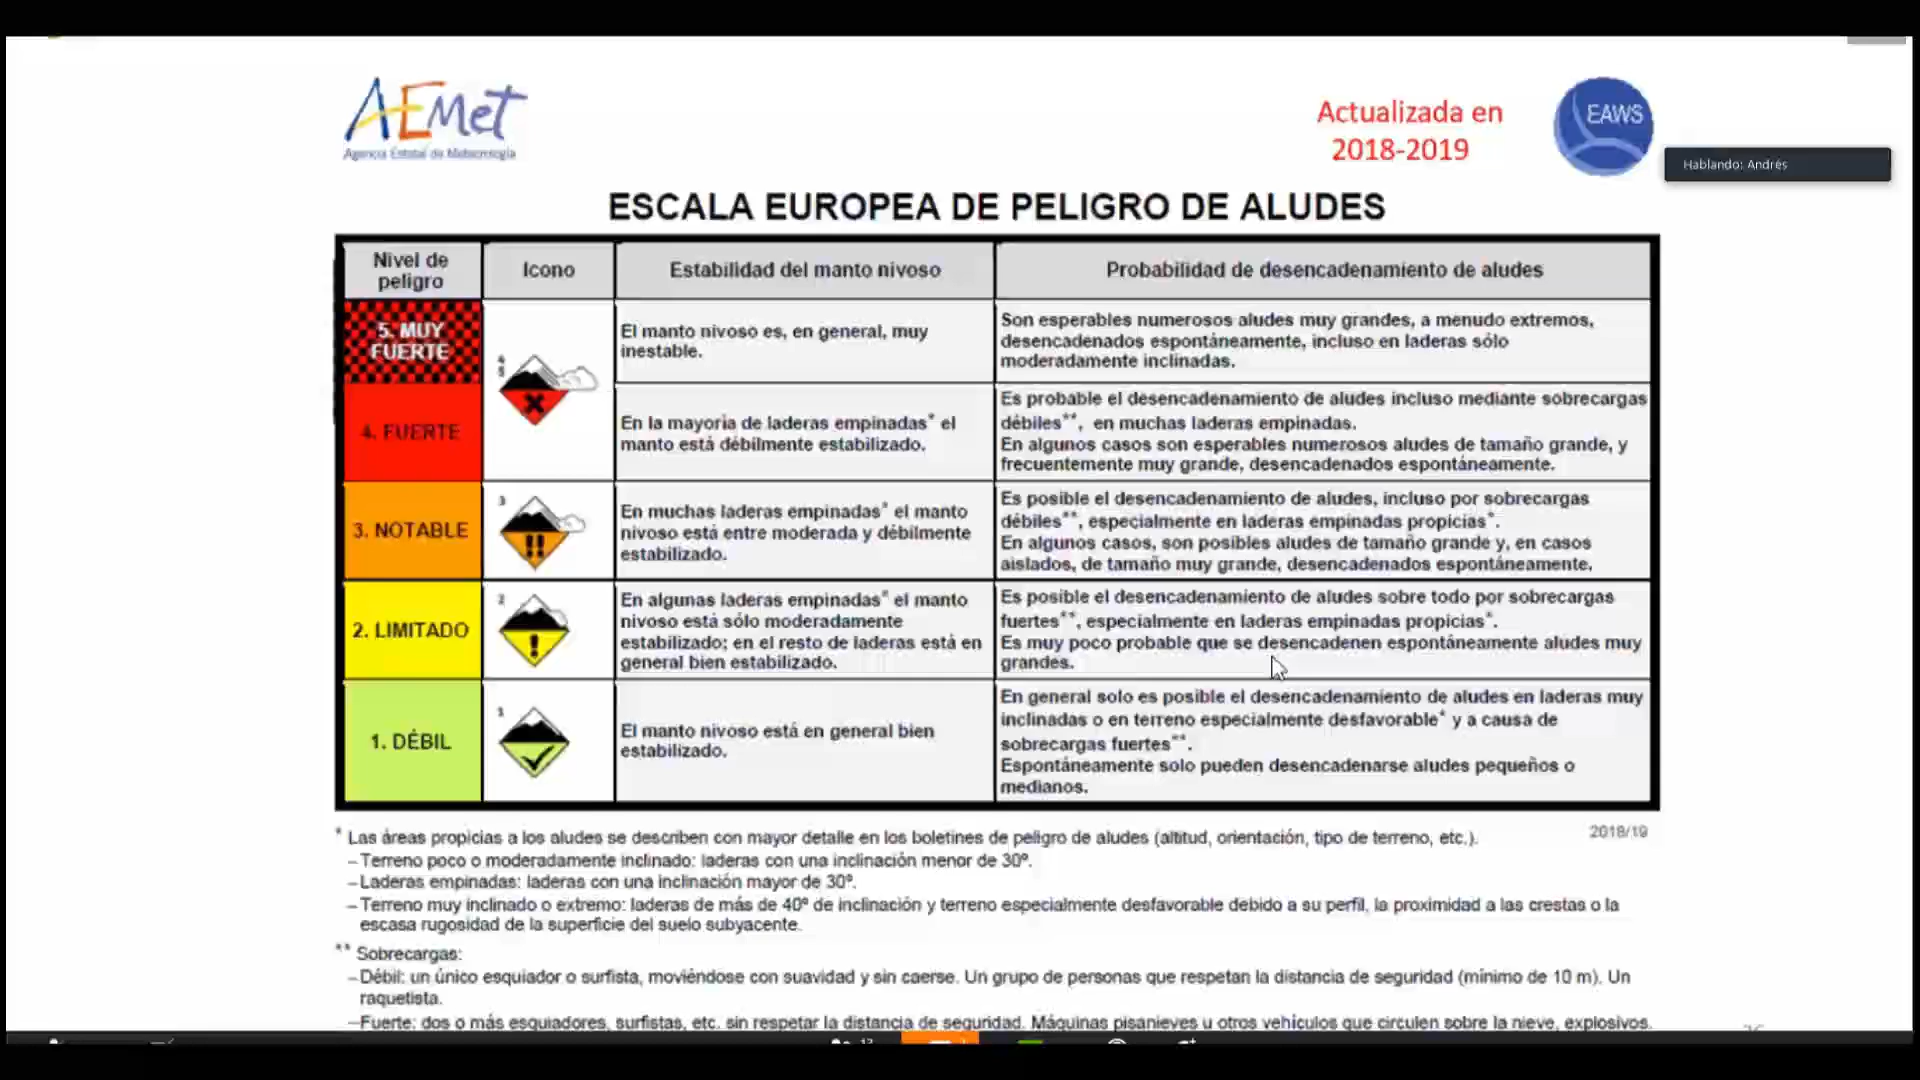 AEMet
Agencia Estatal de Meteorología
Actualizada en
2018-2019
EAWS
Hablando: Andrés
ESCALA EUROPEA DE PELIGRO DE ALUDES
Nivel de
peligro
Icono
Estabilidad del manto nivoso
Probabilidad de desencadenamiento de aludes
5. MUY
FUERTE
4
5
El manto nivoso es, en general, muy
inestable.
Son esperables numerosos aludes muy grandes, a menudo extremos,
desencadenados espontáneamente, incluso en laderas sólo
moderadamente inclinadas.
4. FUERTE
En la mayoría de laderas empinadas* el
manto está débilmente estabilizado.
Es probable el desencadenamiento de aludes incluso mediante sobrecargas
débiles**, en muchas laderas empinadas.
En algunos casos son esperables numerosos aludes de tamaño grande, y
frecuentemente muy grande, desencadenados espontáneamente.
3. NOTABLE
3
En muchas laderas empinadas* el manto
nivoso está entre moderada y débilmente
estabilizado.
Es posible el desencadenamiento de aludes, incluso por sobrecargas
débiles**, especialmente en laderas empinadas propicias*.
En algunos casos, son posibles aludes de tamaño grande y, en casos
aislados, de tamaño muy grande, desencadenados espontáneamente.
2. LIMITADO
2
En algunas laderas empinadas* el manto
nivoso está sólo moderadamente
estabilizado; en el resto de laderas está en
general bien estabilizado.
Es posible el desencadenamiento de aludes sobre todo por sobrecargas
fuertes**, especialmente en laderas empinadas propicias*.
Es muy poco probable que se desencadenen espontáneamente aludes muy
grandes.
1. DÉBIL
1
El manto nivoso está en general bien
estabilizado.
En general solo es posible el desencadenamiento de aludes en laderas muy
inclinadas o en terreno especialmente desfavorable* y a causa de
sobrecargas fuertes**.
Espontáneamente solo pueden desencadenarse aludes pequeños o
medianos.
2018/19
* Las áreas propicias a los aludes se describen con mayor detalle en los boletines de peligro de aludes (altitud, orientación, tipo de terreno, etc.).
–Terreno poco o moderadamente inclinado: laderas con una inclinación menor de 30º.
–Laderas empinadas: laderas con una inclinación mayor de 30º.
–Terreno muy inclinado o extremo: laderas de más de 40º de inclinación y terreno especialmente desfavorable debido a su perfil, la proximidad a las crestas o la
escasa rugosidad de la superficie del suelo subyacente.
** Sobrecargas:
–Débil: un único esquiador o surfista, moviéndose con suavidad y sin caerse. Un grupo de personas que respetan la distancia de seguridad (mínimo de 10 m). Un
raquetista.
–Fuerte: dos o más esquiadores, surfistas, etc. sin respetar la distancia de seguridad. Máquinas pisanieves u otros vehículos que circulen sobre la nieve, explosivos.